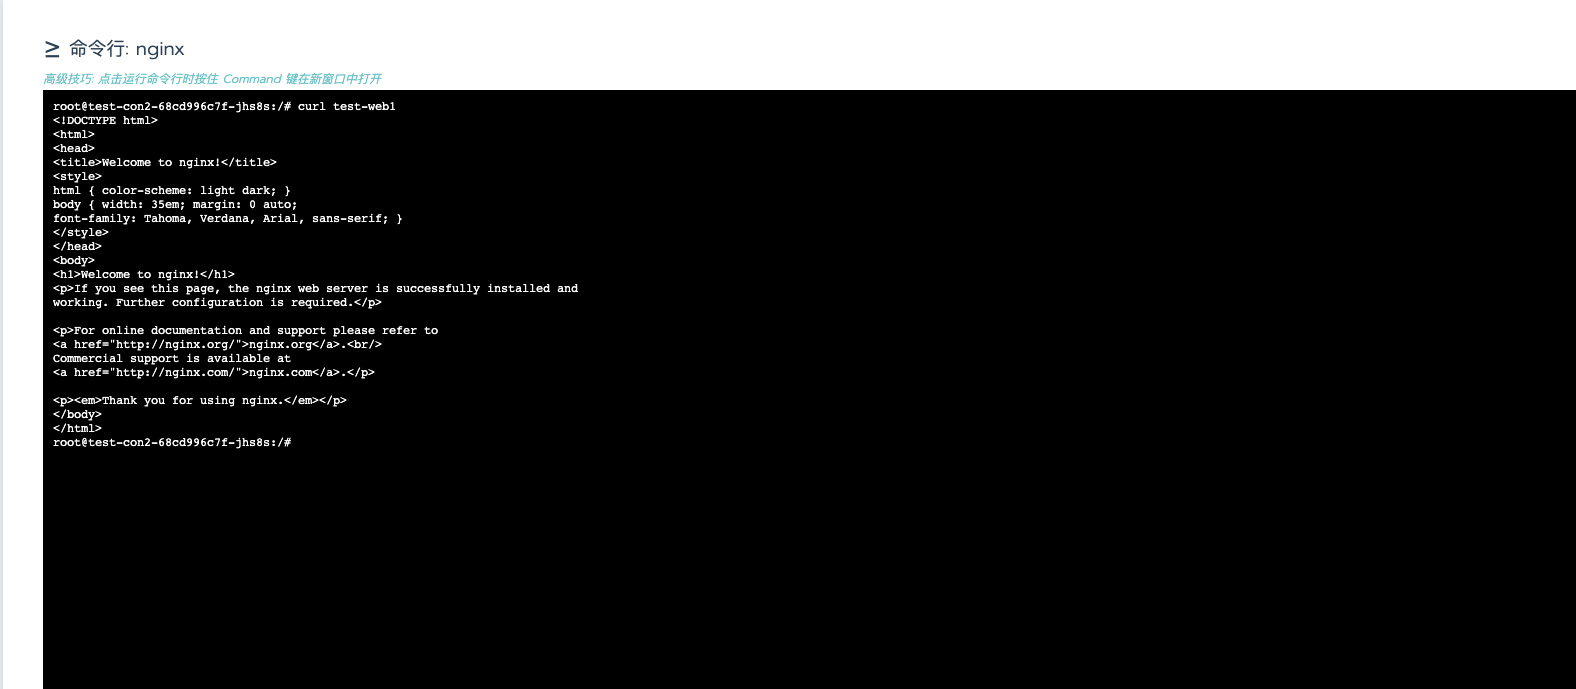 ≥ 命令行: nginx
高级技巧: 点击运行命令行时按住 Command 键在新窗口中打开
root@test-con2-68cd996c7f-jhs8s:/# curl test-web1
<!DOCTYPE html>
<html>
<head>
<title>Welcome to nginx!</title>
<style>
html { color-scheme: light dark; }
body { width: 35em; margin: 0 auto;
font-family: Tahoma, Verdana, Arial, sans-serif; }
</style>
</head>
<body>
<h1>Welcome to nginx!</h1>
<p>If you see this page, the nginx web server is successfully installed and
working. Further configuration is required.</p>

<p>For online documentation and support please refer to
<a href="http://nginx.org/">nginx.org</a>.<br/>
Commercial support is available at
<a href="http://nginx.com/">nginx.com</a>.</p>

<p><em>Thank you for using nginx.</em></p>
</body>
</html>
root@test-con2-68cd996c7f-jhs8s:/#